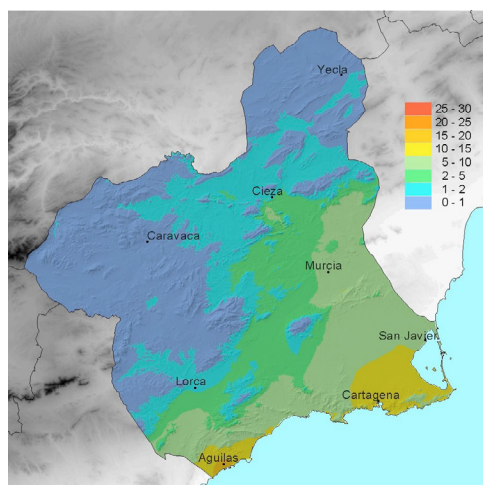 Yecla
25 - 30
20 - 25
15 - 20
10 - 15
5 - 10
2 - 5
1 - 2
0 - 1
Cieza
Caravaca
Murcia
San Javier
Lorca
Cartagena
Aguilas